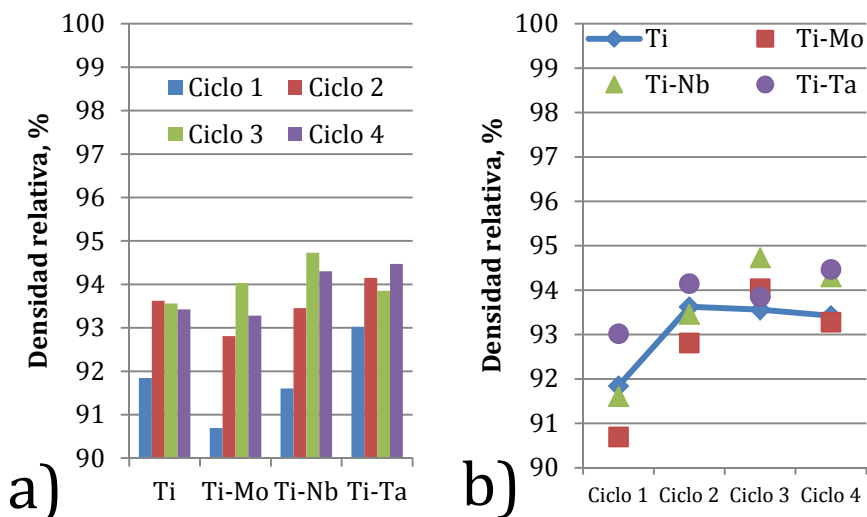 Densidad relativa, %
100
99
98
97
96
95
94
93
92
91
90
Ciclo 1 Ciclo 2
Ciclo 3 Ciclo 4
Ti Ti-Mo Ti-Nb Ti-Ta
a)
Densidad relativa, %
100
99
98
97
96
95
94
93
92
91
90
Ti Ti-Mo
Ti-Nb Ti-Ta
Ciclo 1 Ciclo 2 Ciclo 3 Ciclo 4
b)